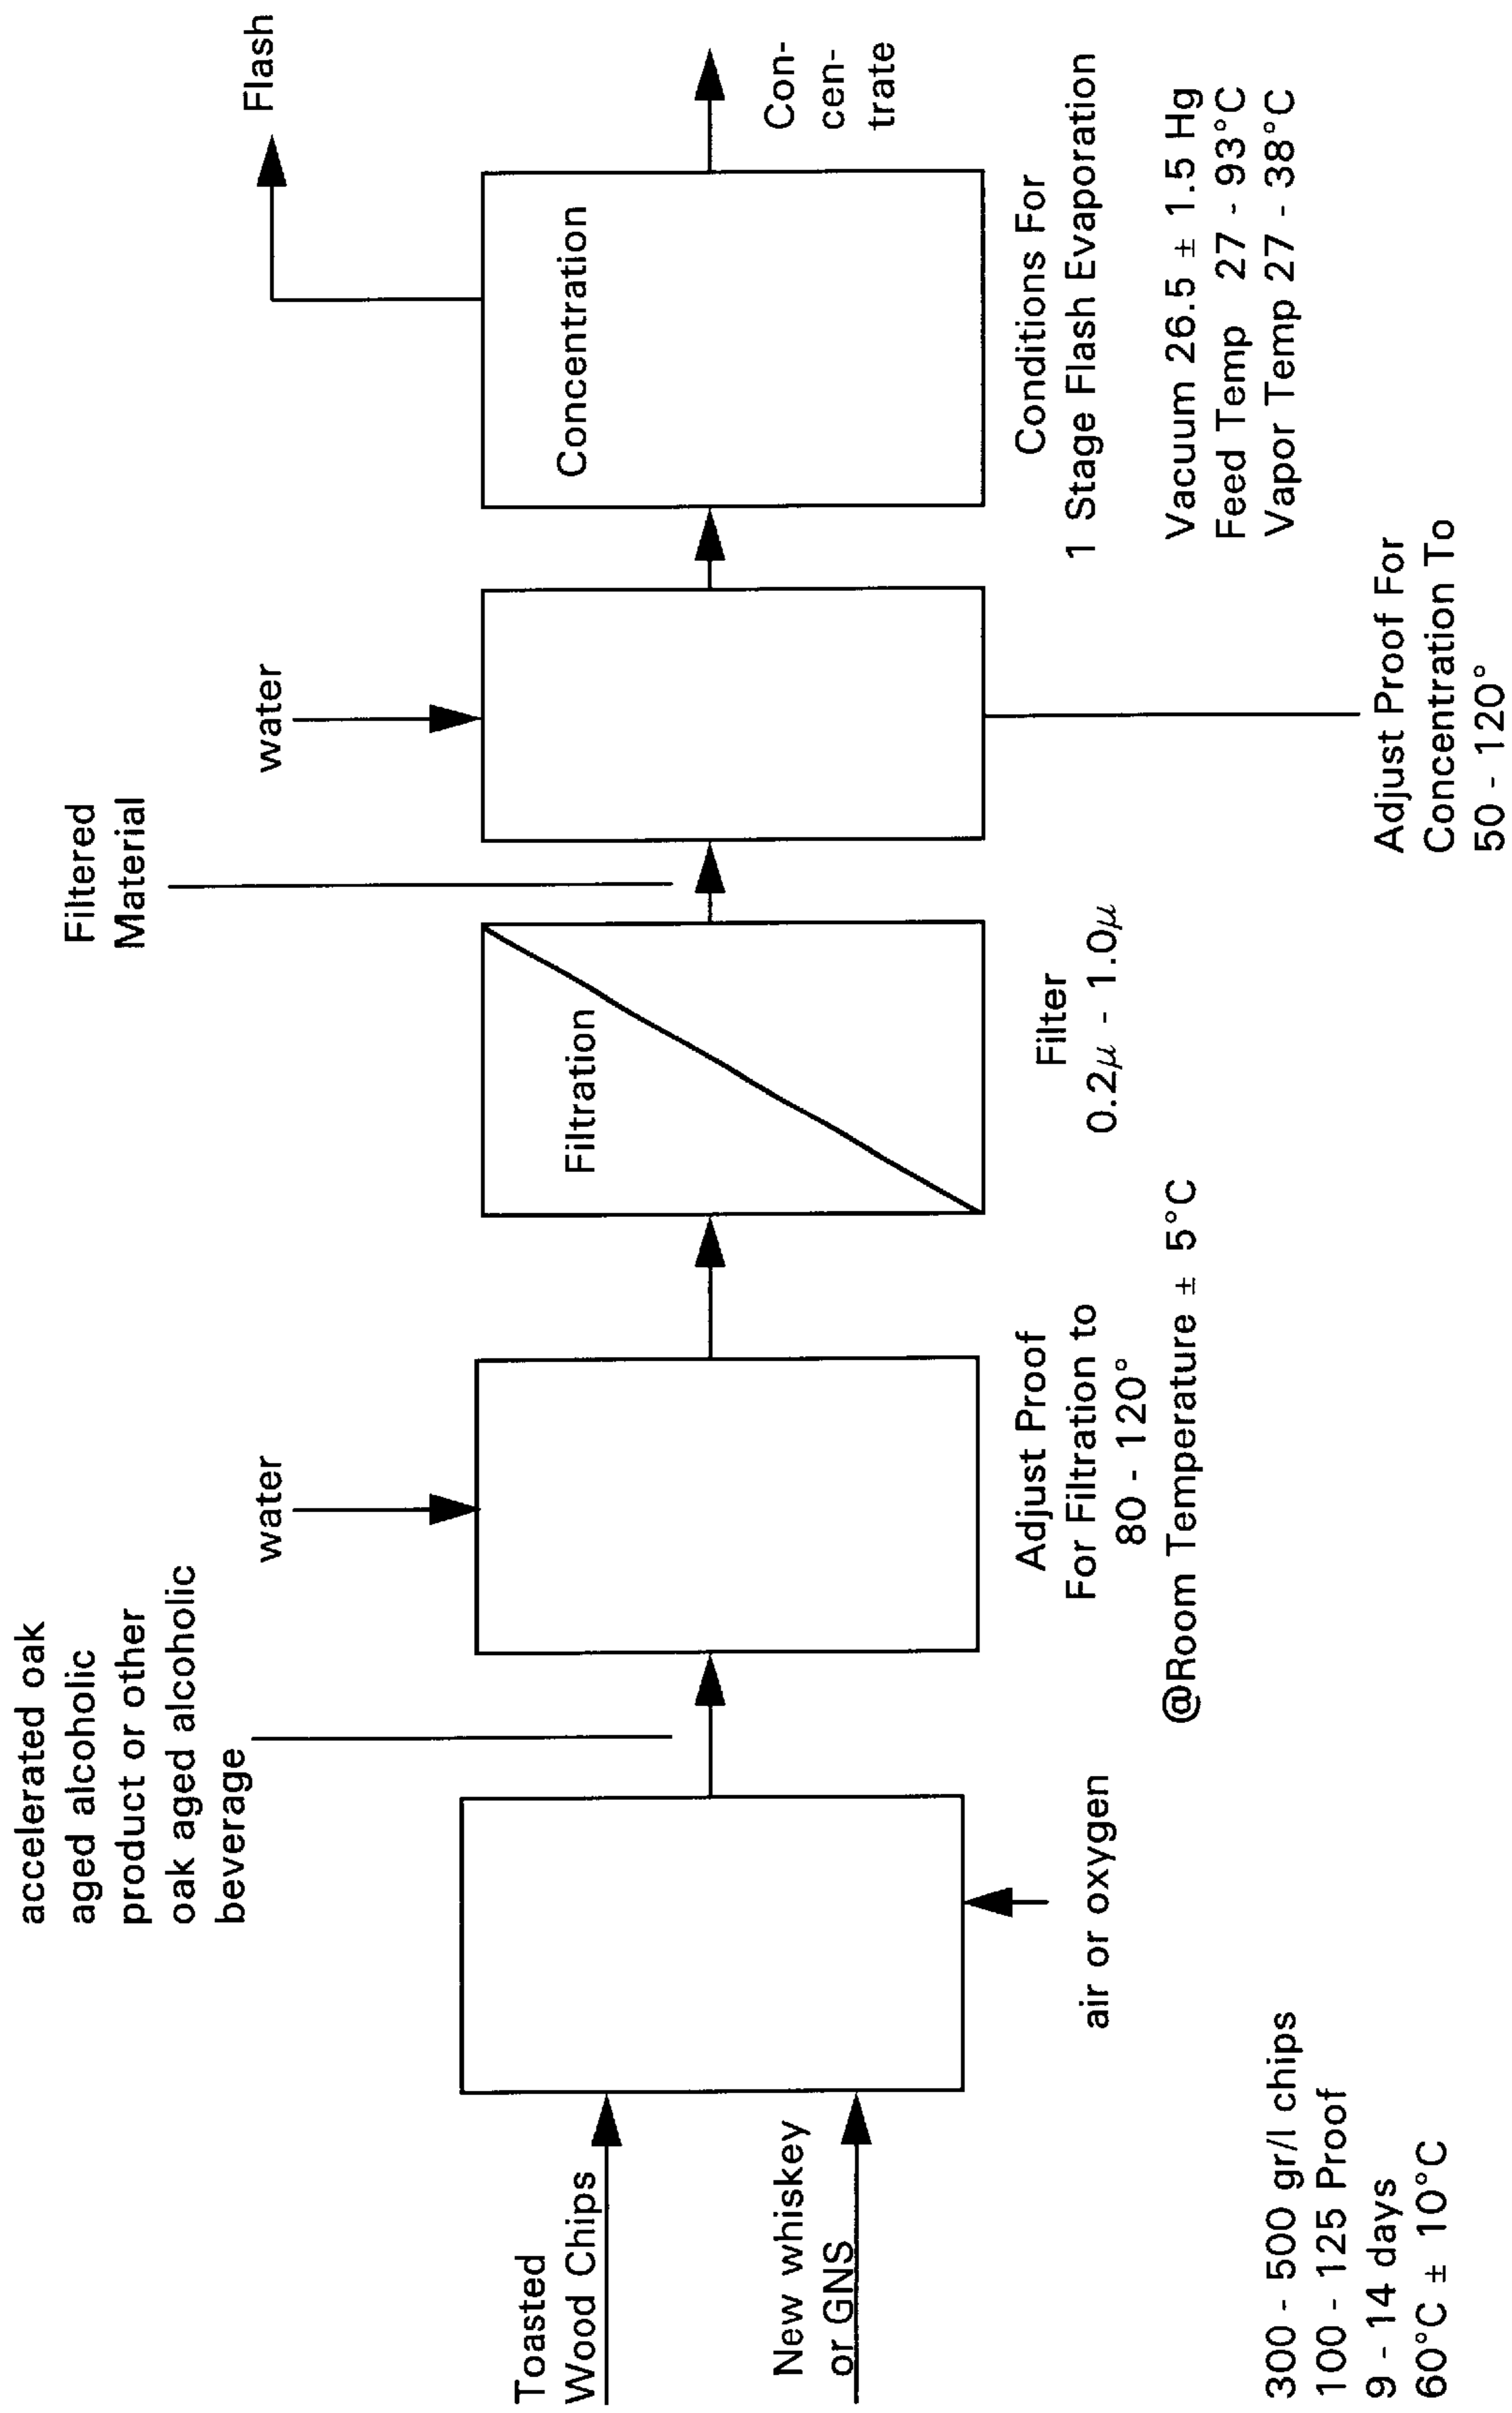 Toasted
Wood Chips
New whiskey
or GNS
300 - 500 gr/l chips
100 - 125 Proof
9 - 14 days
60°C ± 10°C
air or oxygen
accelerated oak
aged alcoholic
product or other
oak aged alcoholic
beverage
water
Adjust Proof
For Filtration to
80 - 120°
@Room Temperature ± 5°C
Filtration
Filter
0.2μ - 1.0μ
Filtered
Material
water
Adjust Proof For
Concentration To
50 - 120°
Concentration
Conditions For
1 Stage Flash Evaporation
Vacuum 26.5 ± 1.5 Hg
Feed Temp 27 - 93°C
Vapor Temp 27 - 38°C
Flash
Con-
cen-
trate